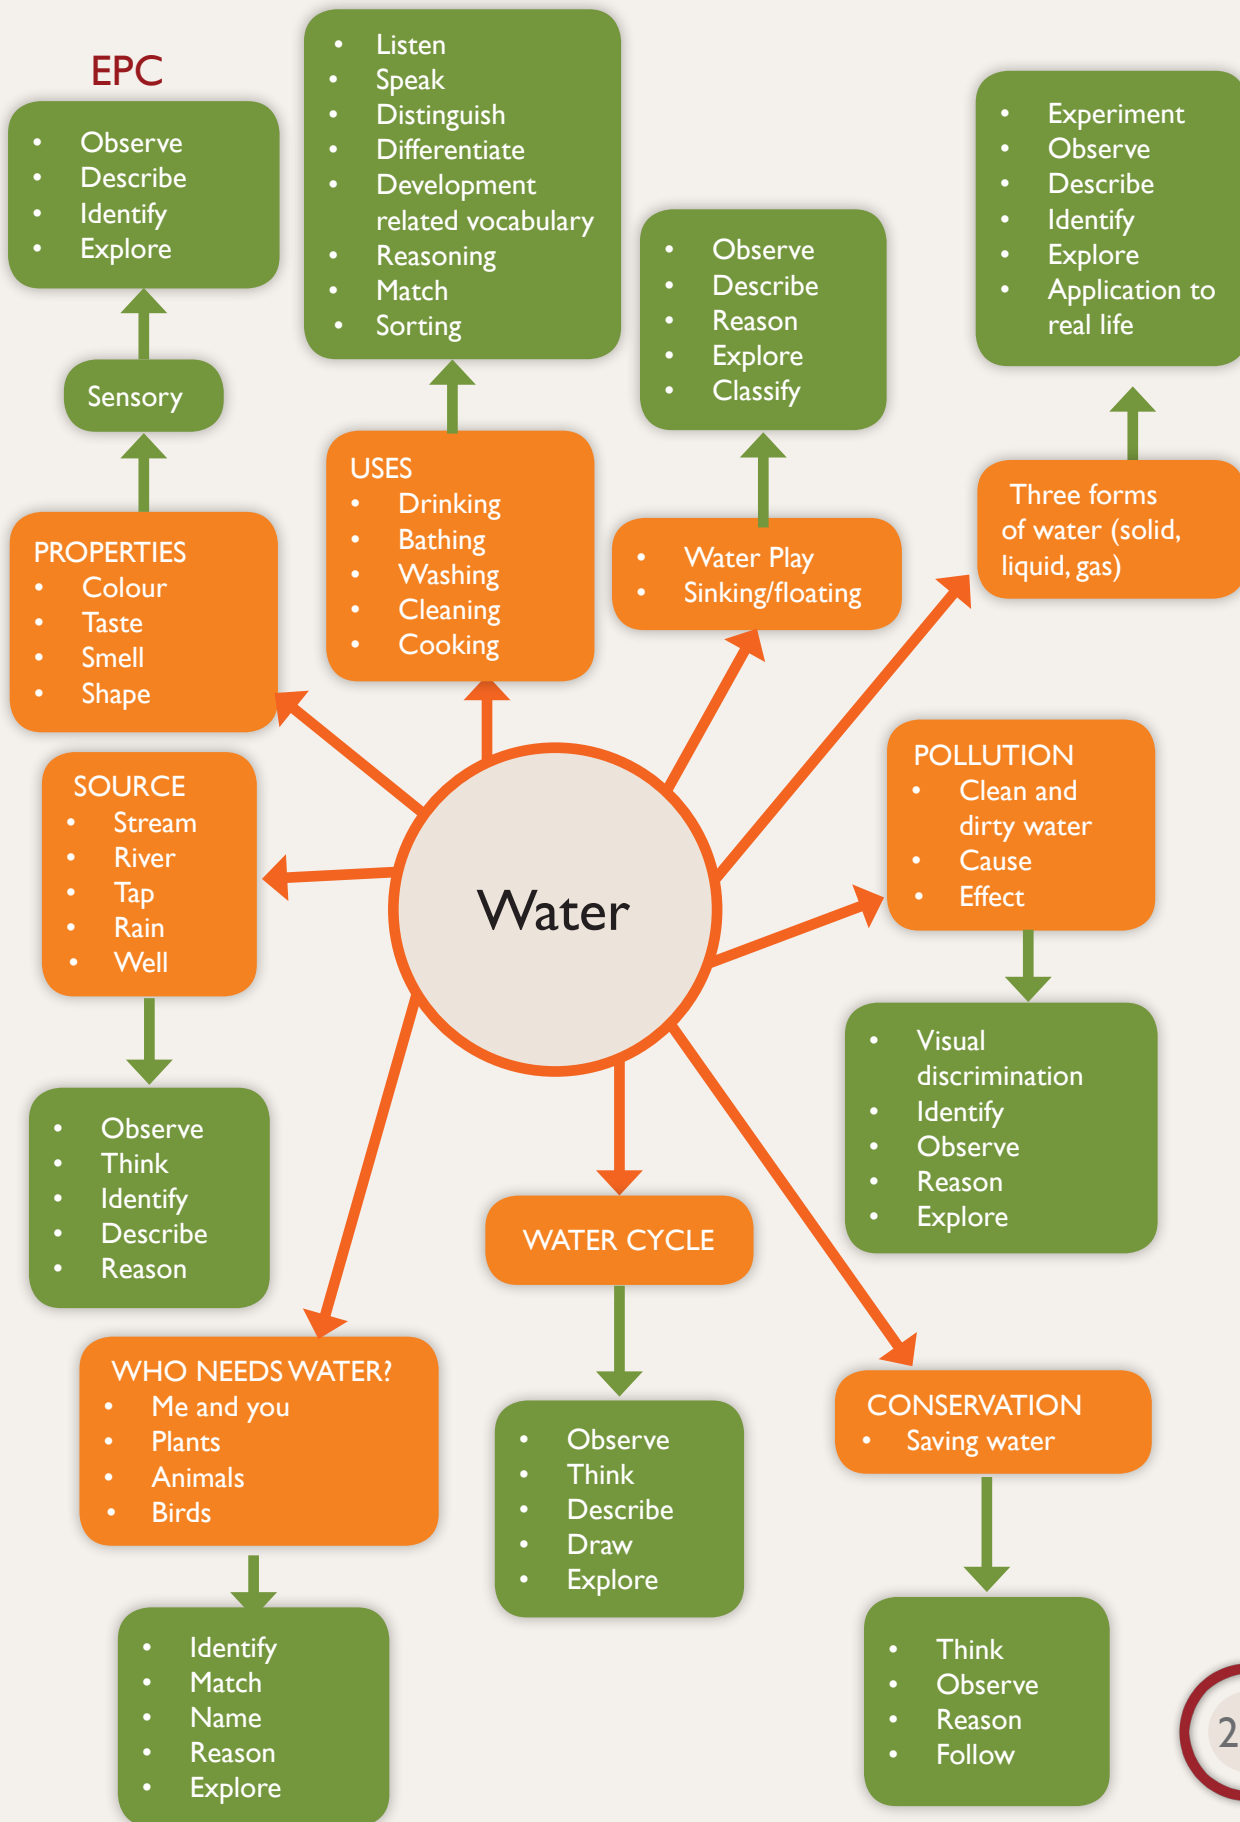 EPC
• Observe
• Describe
• Identify
• Explore
Sensory
PROPERTIES
• Colour
• Taste
• Smell
• Shape
• Listen
• Speak
• Distinguish
• Differentiate
• Development
related vocabulary
• Reasoning
• Match
• Sorting
USES
• Drinking
• Bathing
• Washing
• Cleaning
• Cooking
• Observe
• Describe
• Reason
• Explore
• Classify
• Water Play
• Sinking/floating
• Experiment
• Observe
• Describe
• Identify
• Explore
• Application to
real life
Three forms
of water (solid,
liquid, gas)
SOURCE
• Stream
• River
• Tap
• Rain
• Well
Water
POLLUTION
• Clean and
dirty water
• Cause
• Effect
• Observe
• Think
• Identify
• Describe
• Reason
• Visual
discrimination
• Identify
• Observe
• Reason
• Explore
WHO NEEDS WATER?
• Me and you
• Plants
• Animals
• Birds
WATER CYCLE
CONSERVATION
• Saving water
• Identify
• Match
• Name
• Reason
• Explore
• Observe
• Think
• Describe
• Draw
• Explore
• Think
• Observe
• Reason
• Follow